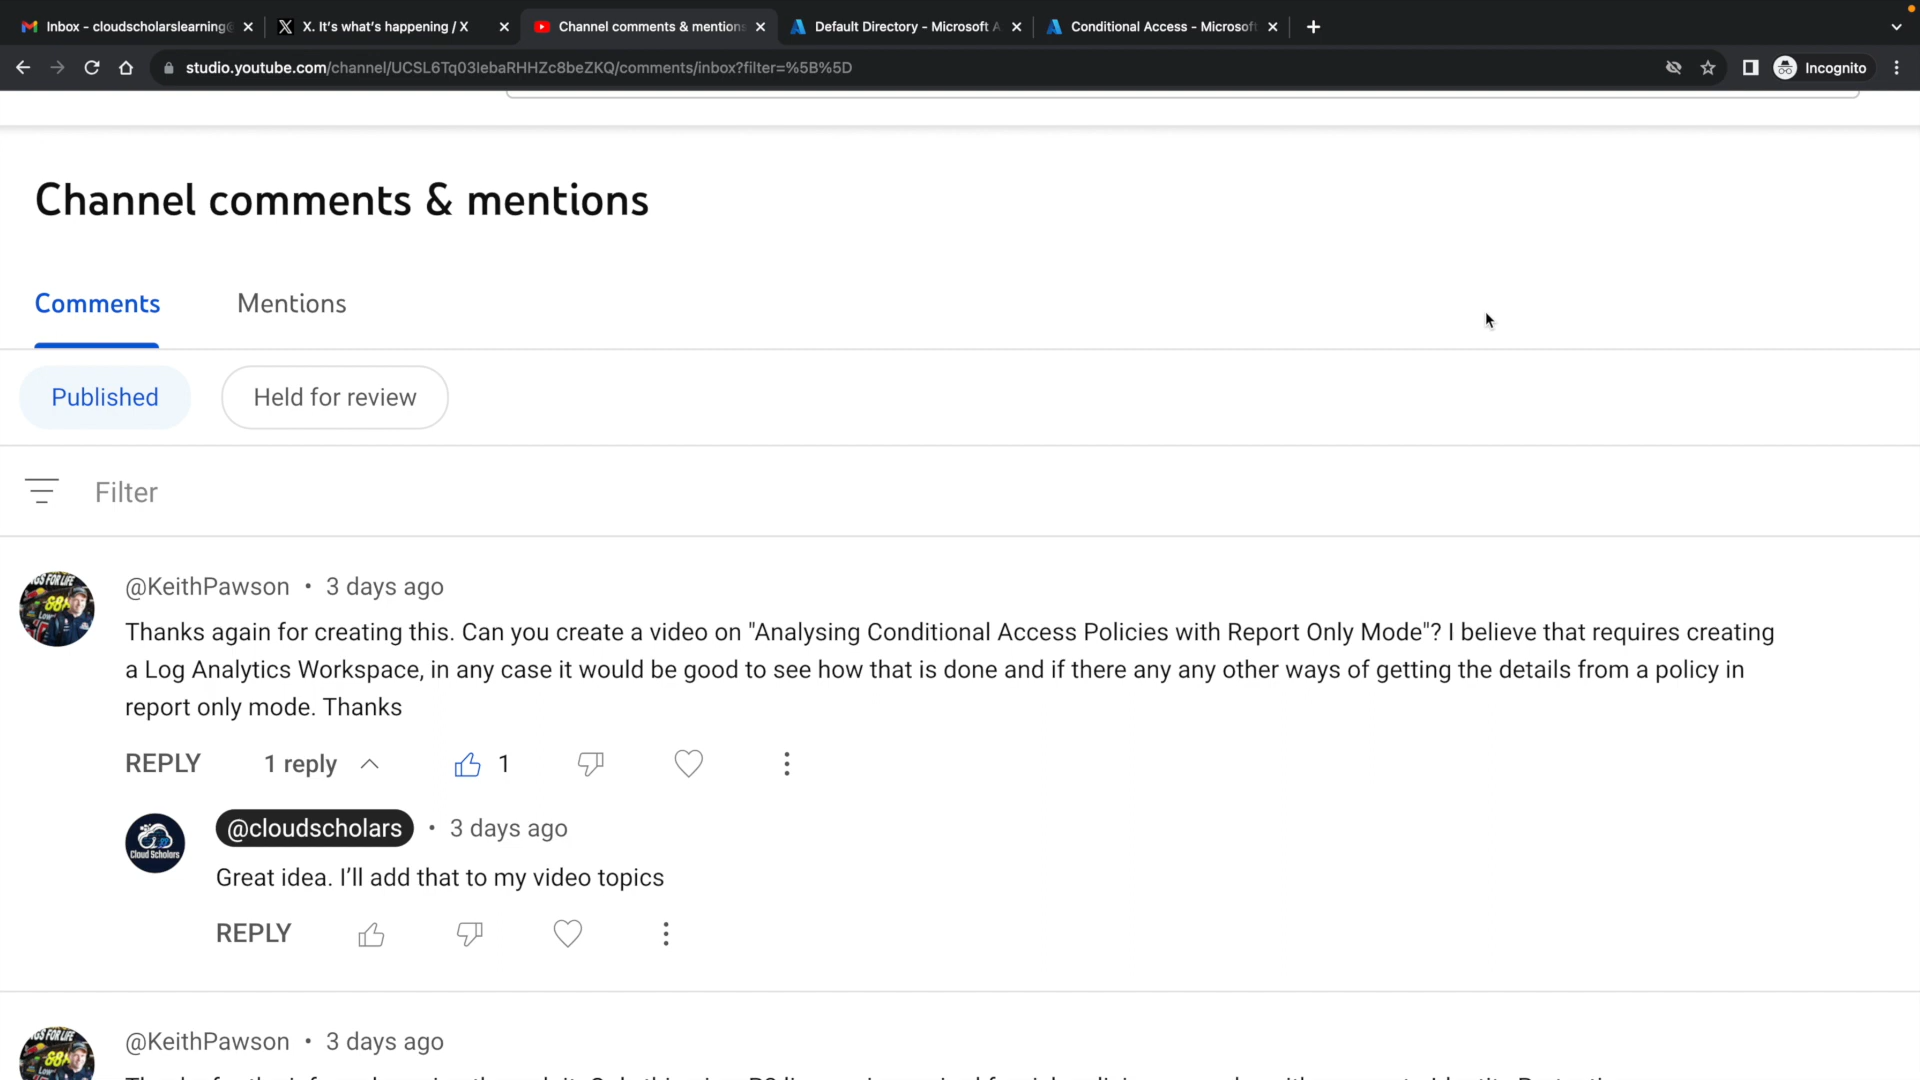 Inbox - cloudscholarslearning@
X. It's what's happening / X
Channel comments & mentions
Default Directory - Microsoft A
Conditional Access - Microsoft
studio.youtube.com/channel/UCSL6Tq03lebaRHHZc8beZKQ/comments/inbox?filter=%5B%5D
Incognito
Channel comments & mentions
Comments
Mentions
Published
Held for review
Filter
@KeithPawson • 3 days ago
Thanks again for creating this. Can you create a video on "Analysing Conditional Access Policies with Report Only Mode"? I believe that requires creating
a Log Analytics Workspace, in any case it would be good to see how that is done and if there any any other ways of getting the details from a policy in
report only mode. Thanks
REPLY 1 reply 1
@cloudscholars • 3 days ago
Great idea. I'll add that to my video topics
REPLY
Cloud Scholars
@KeithPawson • 3 days ago